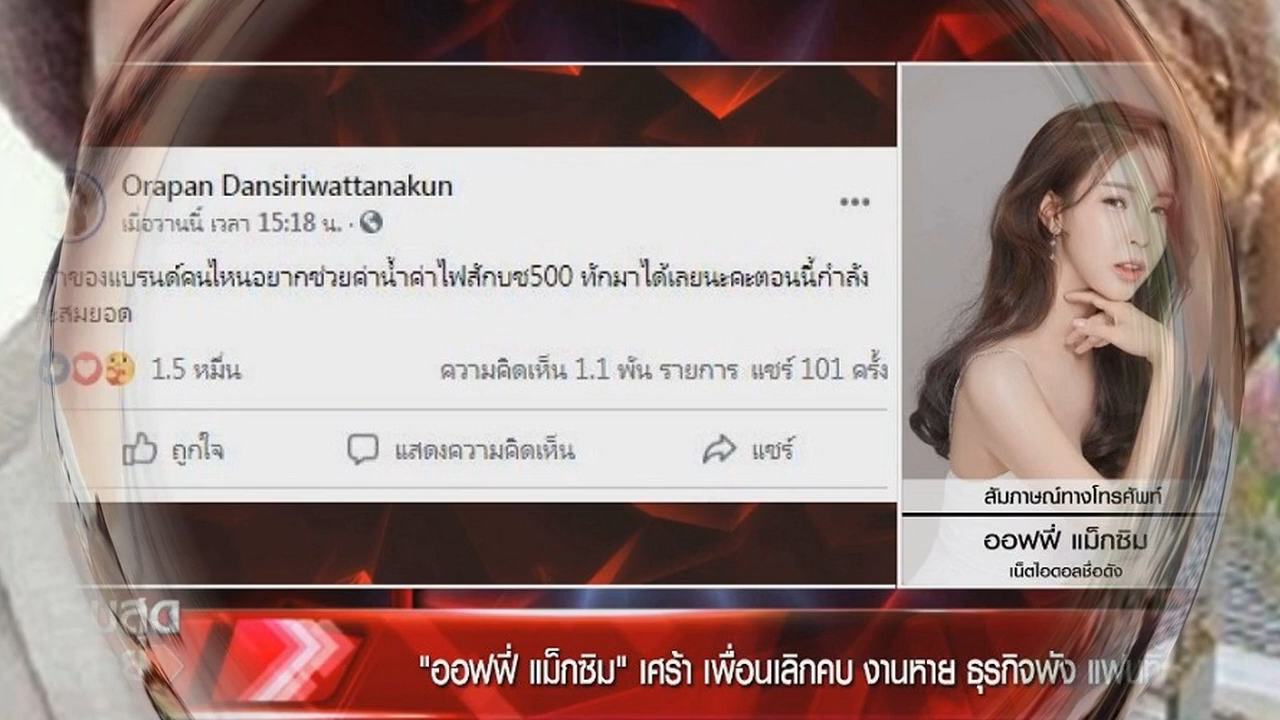 Orapan Dansiriwattanakun
เมื่อวานนี้ เวลา 15:18 น. ·
ของแบรนด์คนไหนอยากช่วยค่าน้ำค่าไฟสักบช500 ทักมาได้เลยนะคะตอนนี้กำลัง
สมยอด
1.5 หมื่น
ความคิดเห็น 1.1 พัน รายการ แชร์ 101 ครั้ง
ถูกใจ
แสดงความคิดเห็น
แชร์
สัมภาษณ์ทางโทรศัพท์
ออฟฟี่ แม็กซิม
เน็ตไอดอลชื่อดัง
"ออฟฟี่ แม็กซิม" เศร้า เพื่อนเลิกคบ งานหาย ธุรกิจพัง